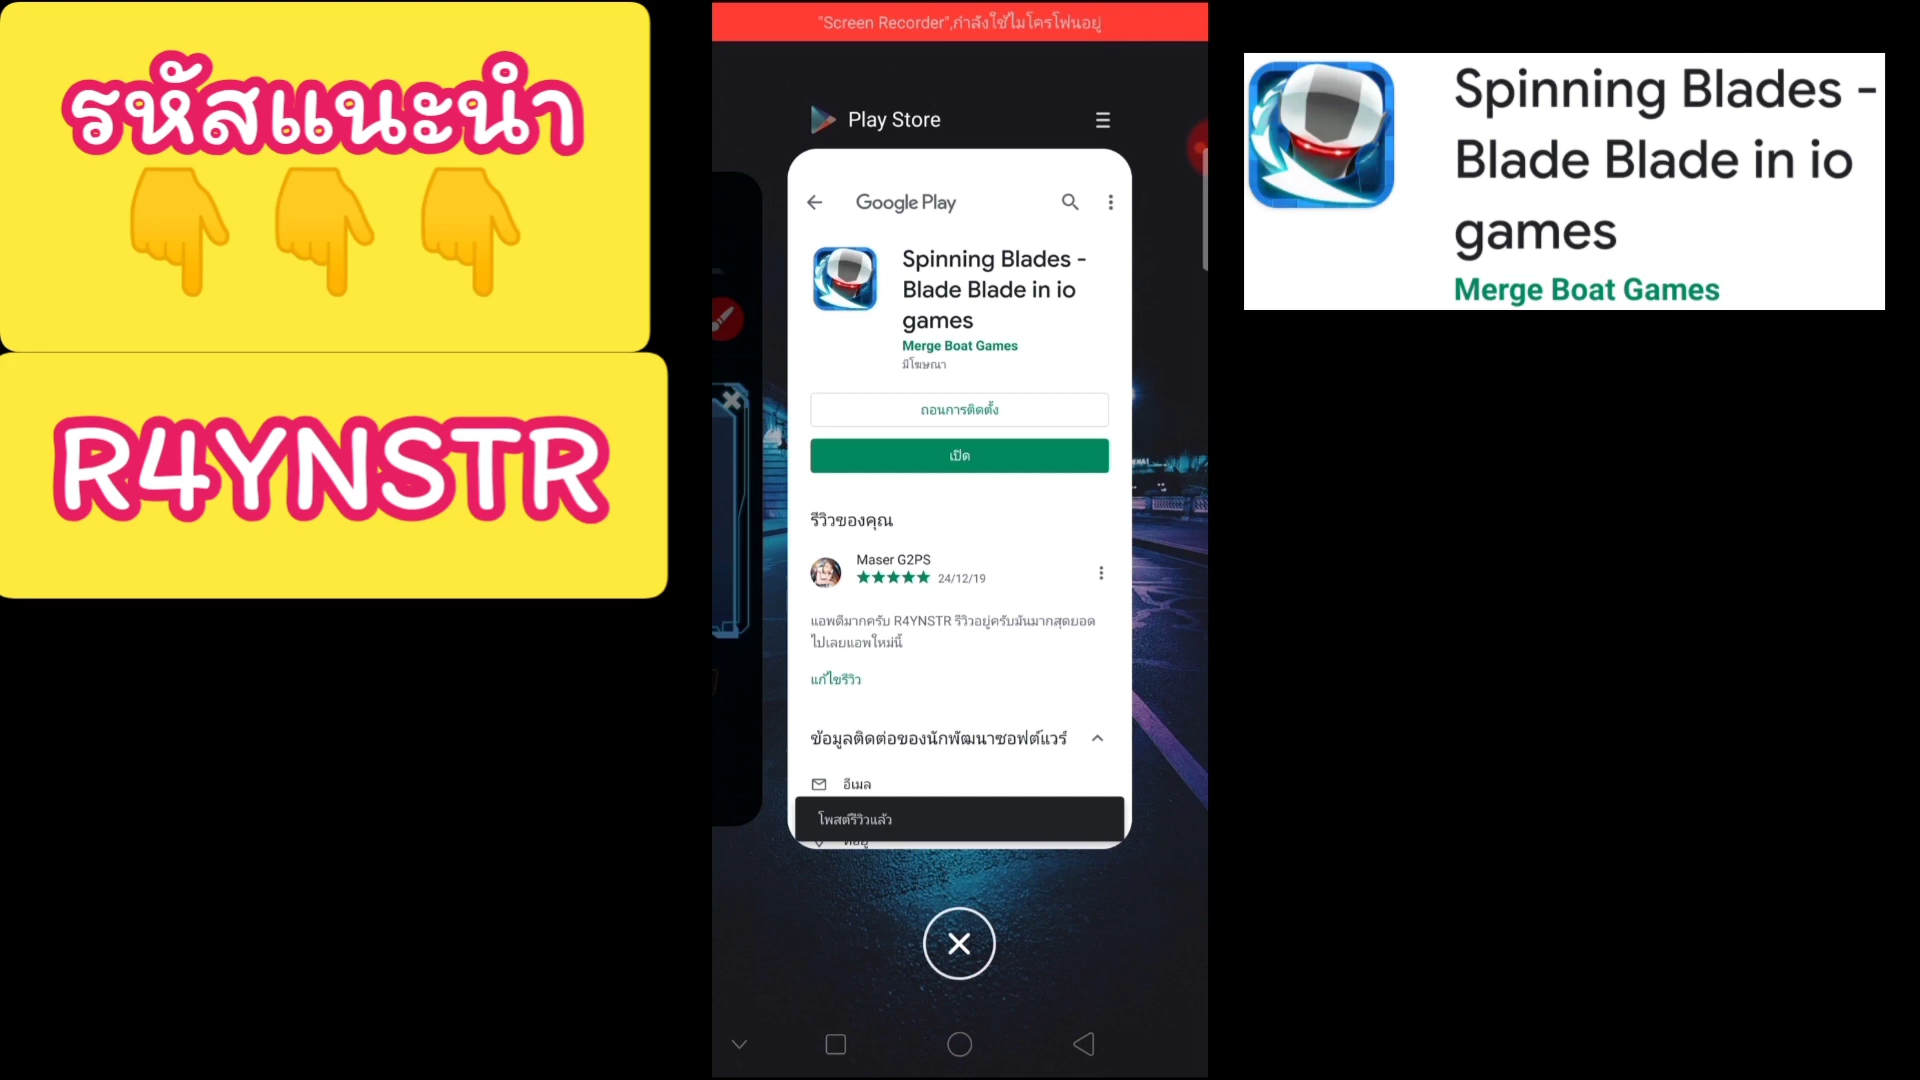 รหัสแนะนำ
R4YNSTR
"Screen Recorder",กำลังใช้ไมโครโฟนอยู่
Play Store
Google Play
Spinning Blades -
Blade Blade in io
games
Merge Boat Games
มีโฆษณา
ถอนการติดตั้ง
เปิด
รีวิวของคุณ
Maser G2PS
24/12/19
แอพดีมากครับ R4YNSTR รีวิวอยู่ครับมันมากสุดยอด
ไปเลยแอพใหม่นี้
แก้ไขรีวิว
ข้อมูลติดต่อของนักพัฒนาซอฟต์แวร์
อีเมล
โพสต์รีวิวแล้ว
ที่อยู่
Spinning Blades -
Blade Blade in io
games
Merge Boat Games